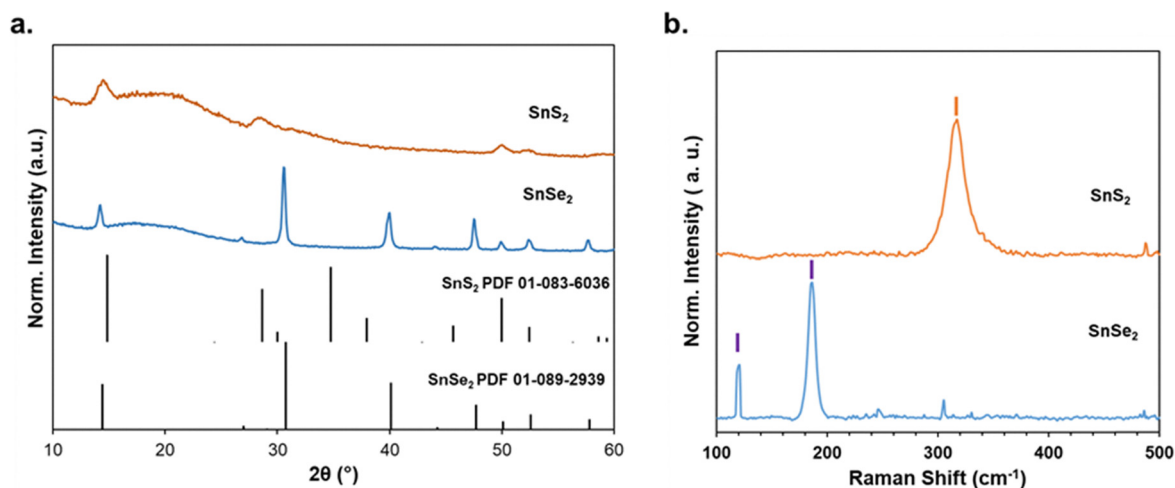 a.
Norm. Intensity (a.u.)
SnS₂
SnSe₂
SnS₂ PDF 01-083-6036
SnSe₂ PDF 01-089-2939
10 20 30 40 50 60
2θ (°)
b.
Norm. Intensity ( a. u.)
SnS₂
SnSe₂
100 200 300 400 500
Raman Shift (cm⁻¹)